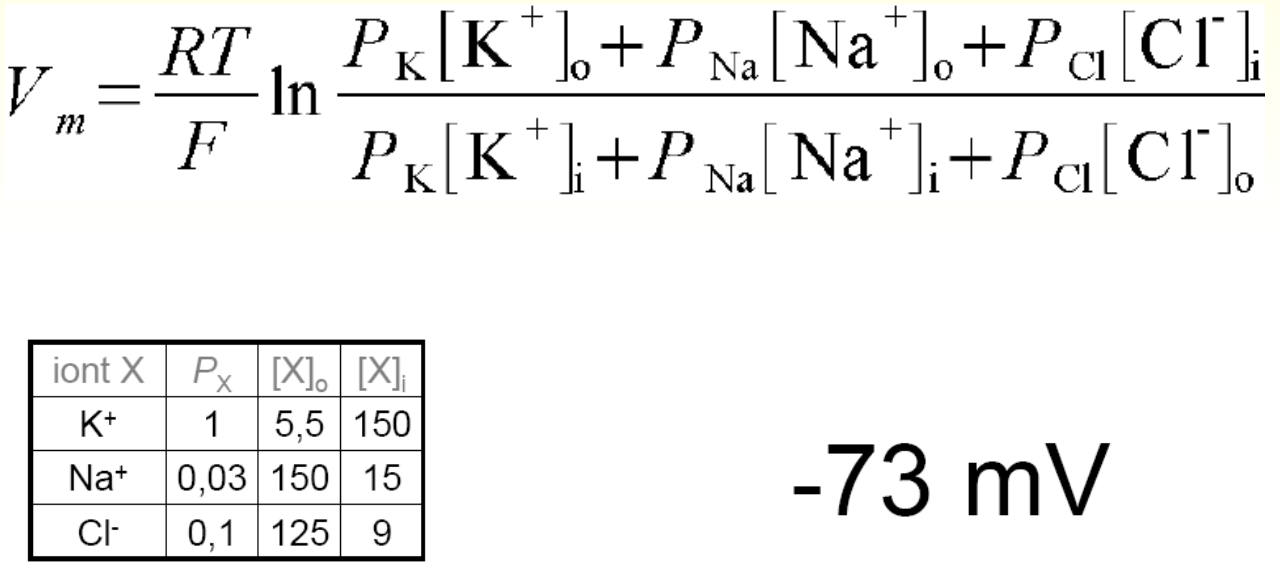 V_m = RT/F ln (P_K[K⁺]_o + P_Na[Na⁺]_o + P_Cl[Cl⁻]_i) / (P_K[K⁺]_i + P_Na[Na⁺]_i + P_Cl[Cl⁻]_o)
iont X P_X [X]_o [X]_i
K⁺ 1 5,5 150
Na⁺ 0,03 150 15
Cl⁻ 0,1 125 9
-73 mV